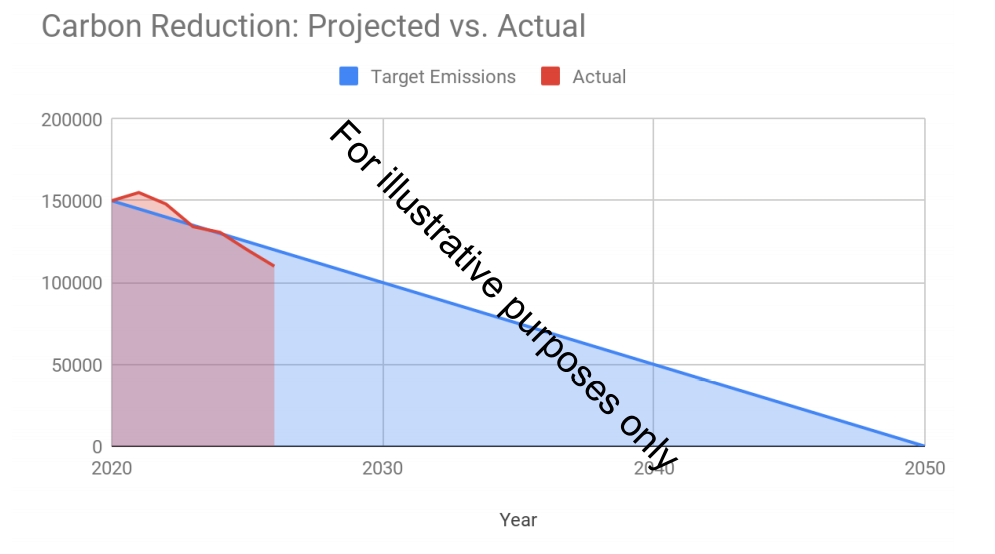 Carbon Reduction: Projected vs. Actual
Target Emissions Actual
200000
150000
100000
50000
0
2020 2030 2040 2050
Year
For illustrative purposes only